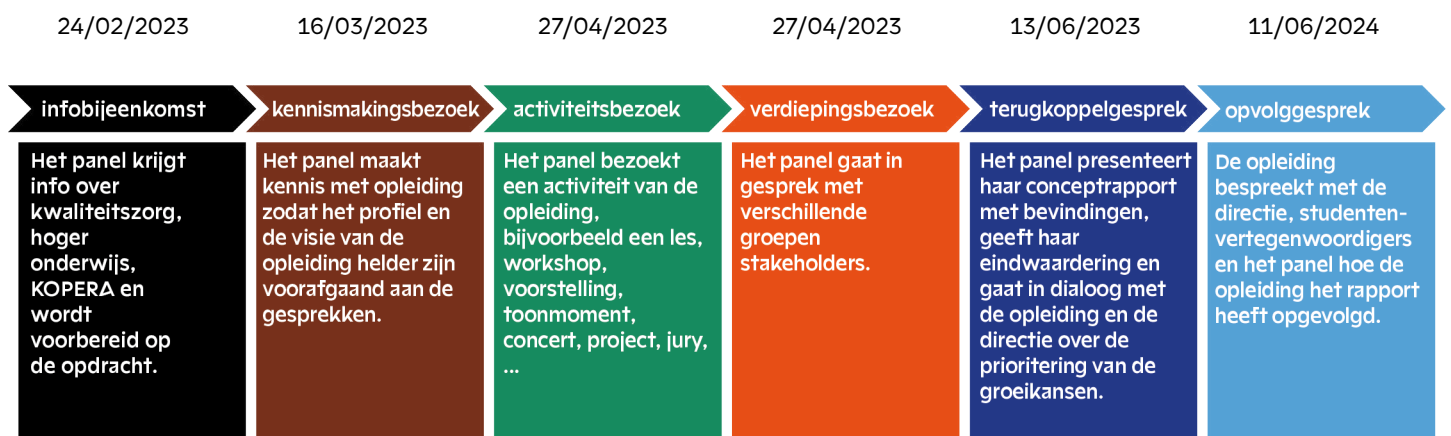 24/02/2023
16/03/2023
27/04/2023
27/04/2023
13/06/2023
11/06/2024
infobijeenkomst
kennismakingsbezoek
activiteitsbezoek
verdiepingsbezoek
terugkoppelgesprek
opvolggesprek
Het panel krijgt
info over
kwaliteitszorg,
hoger
onderwijs,
KOPERA en
wordt
voorbereid op
de opdracht.
Het panel maakt
kennis met opleiding
zodat het profiel en
de visie van de
opleiding helder zijn
voorafgaand aan de
gesprekken.
Het panel bezoekt
een activiteit van de
opleiding,
bijvoorbeeld een les,
workshop,
voorstelling,
toonmoment,
concert, project, jury,
...
Het panel gaat in
gesprek met
verschillende
groepen
stakeholders.
Het panel presenteert
haar conceptrapport
met bevindingen,
geeft haar
eindwaardering en
gaat in dialoog met
de opleiding en de
directie over de
prioritering van de
groeikansen.
De opleiding
bespreekt met de
directie, studenten-
vertegenwoordigers
en het panel hoe de
opleiding het rapport
heeft opgevolgd.